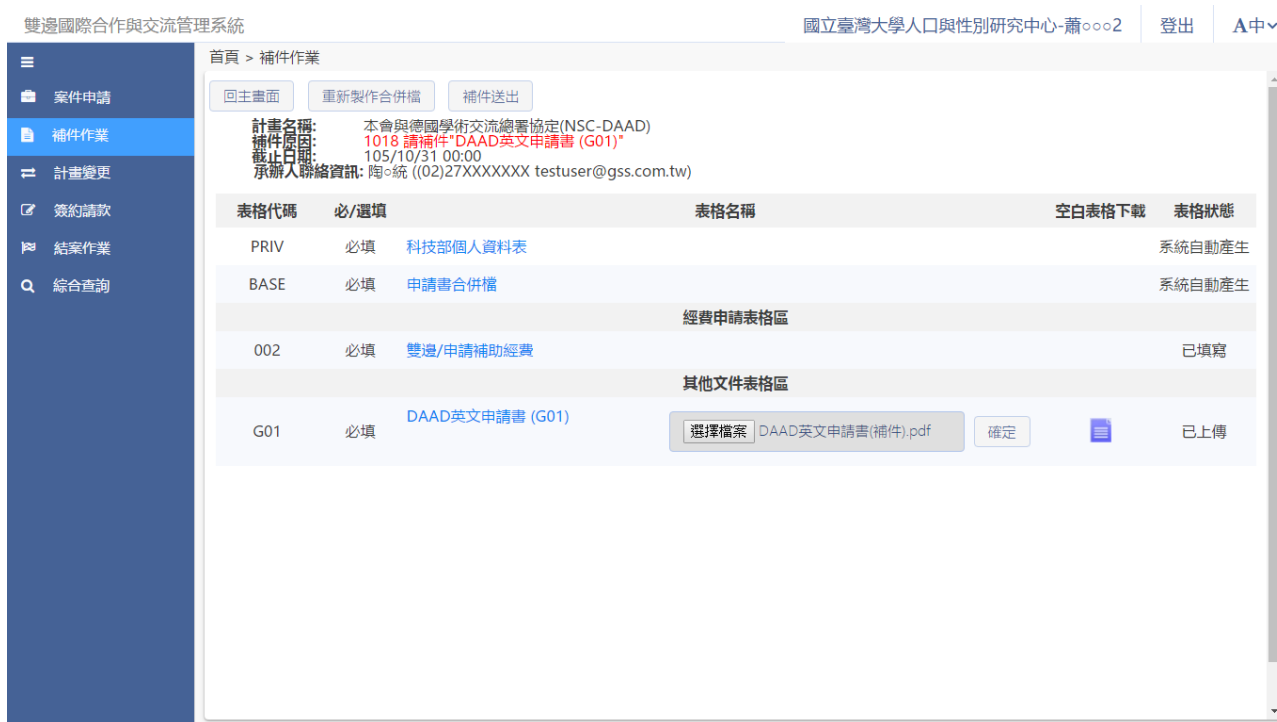 雙邊國際合作與交流管理系統 國立臺灣大學人口與性別研究中心-蕭○○○2 登出 A中
首頁 > 補件作業
案件申請
補件作業
計畫變更
簽約請款
結案作業
綜合查詢
回主畫面 重新製作合併檔 補件送出
計畫名稱: 本會與德國學術交流總署協定(NSC-DAAD)
補件原因: 1018 請補件"DAAD英文申請書 (G01)"
截止日期: 105/10/31 00:00
承辦人聯絡資訊: 陶○統 ((02)27XXXXXXX testuser@gss.com.tw)
表格代碼 必/選填 表格名稱 空白表格下載 表格狀態
PRIV 必填 科技部個人資料表 系統自動產生
BASE 必填 申請書合併檔 系統自動產生
經費申請表格區
002 必填 雙邊/申請補助經費 已填寫
其他文件表格區
G01 必填 DAAD英文申請書 (G01) 選擇檔案 DAAD英文申請書(補件).pdf 確定 已上傳